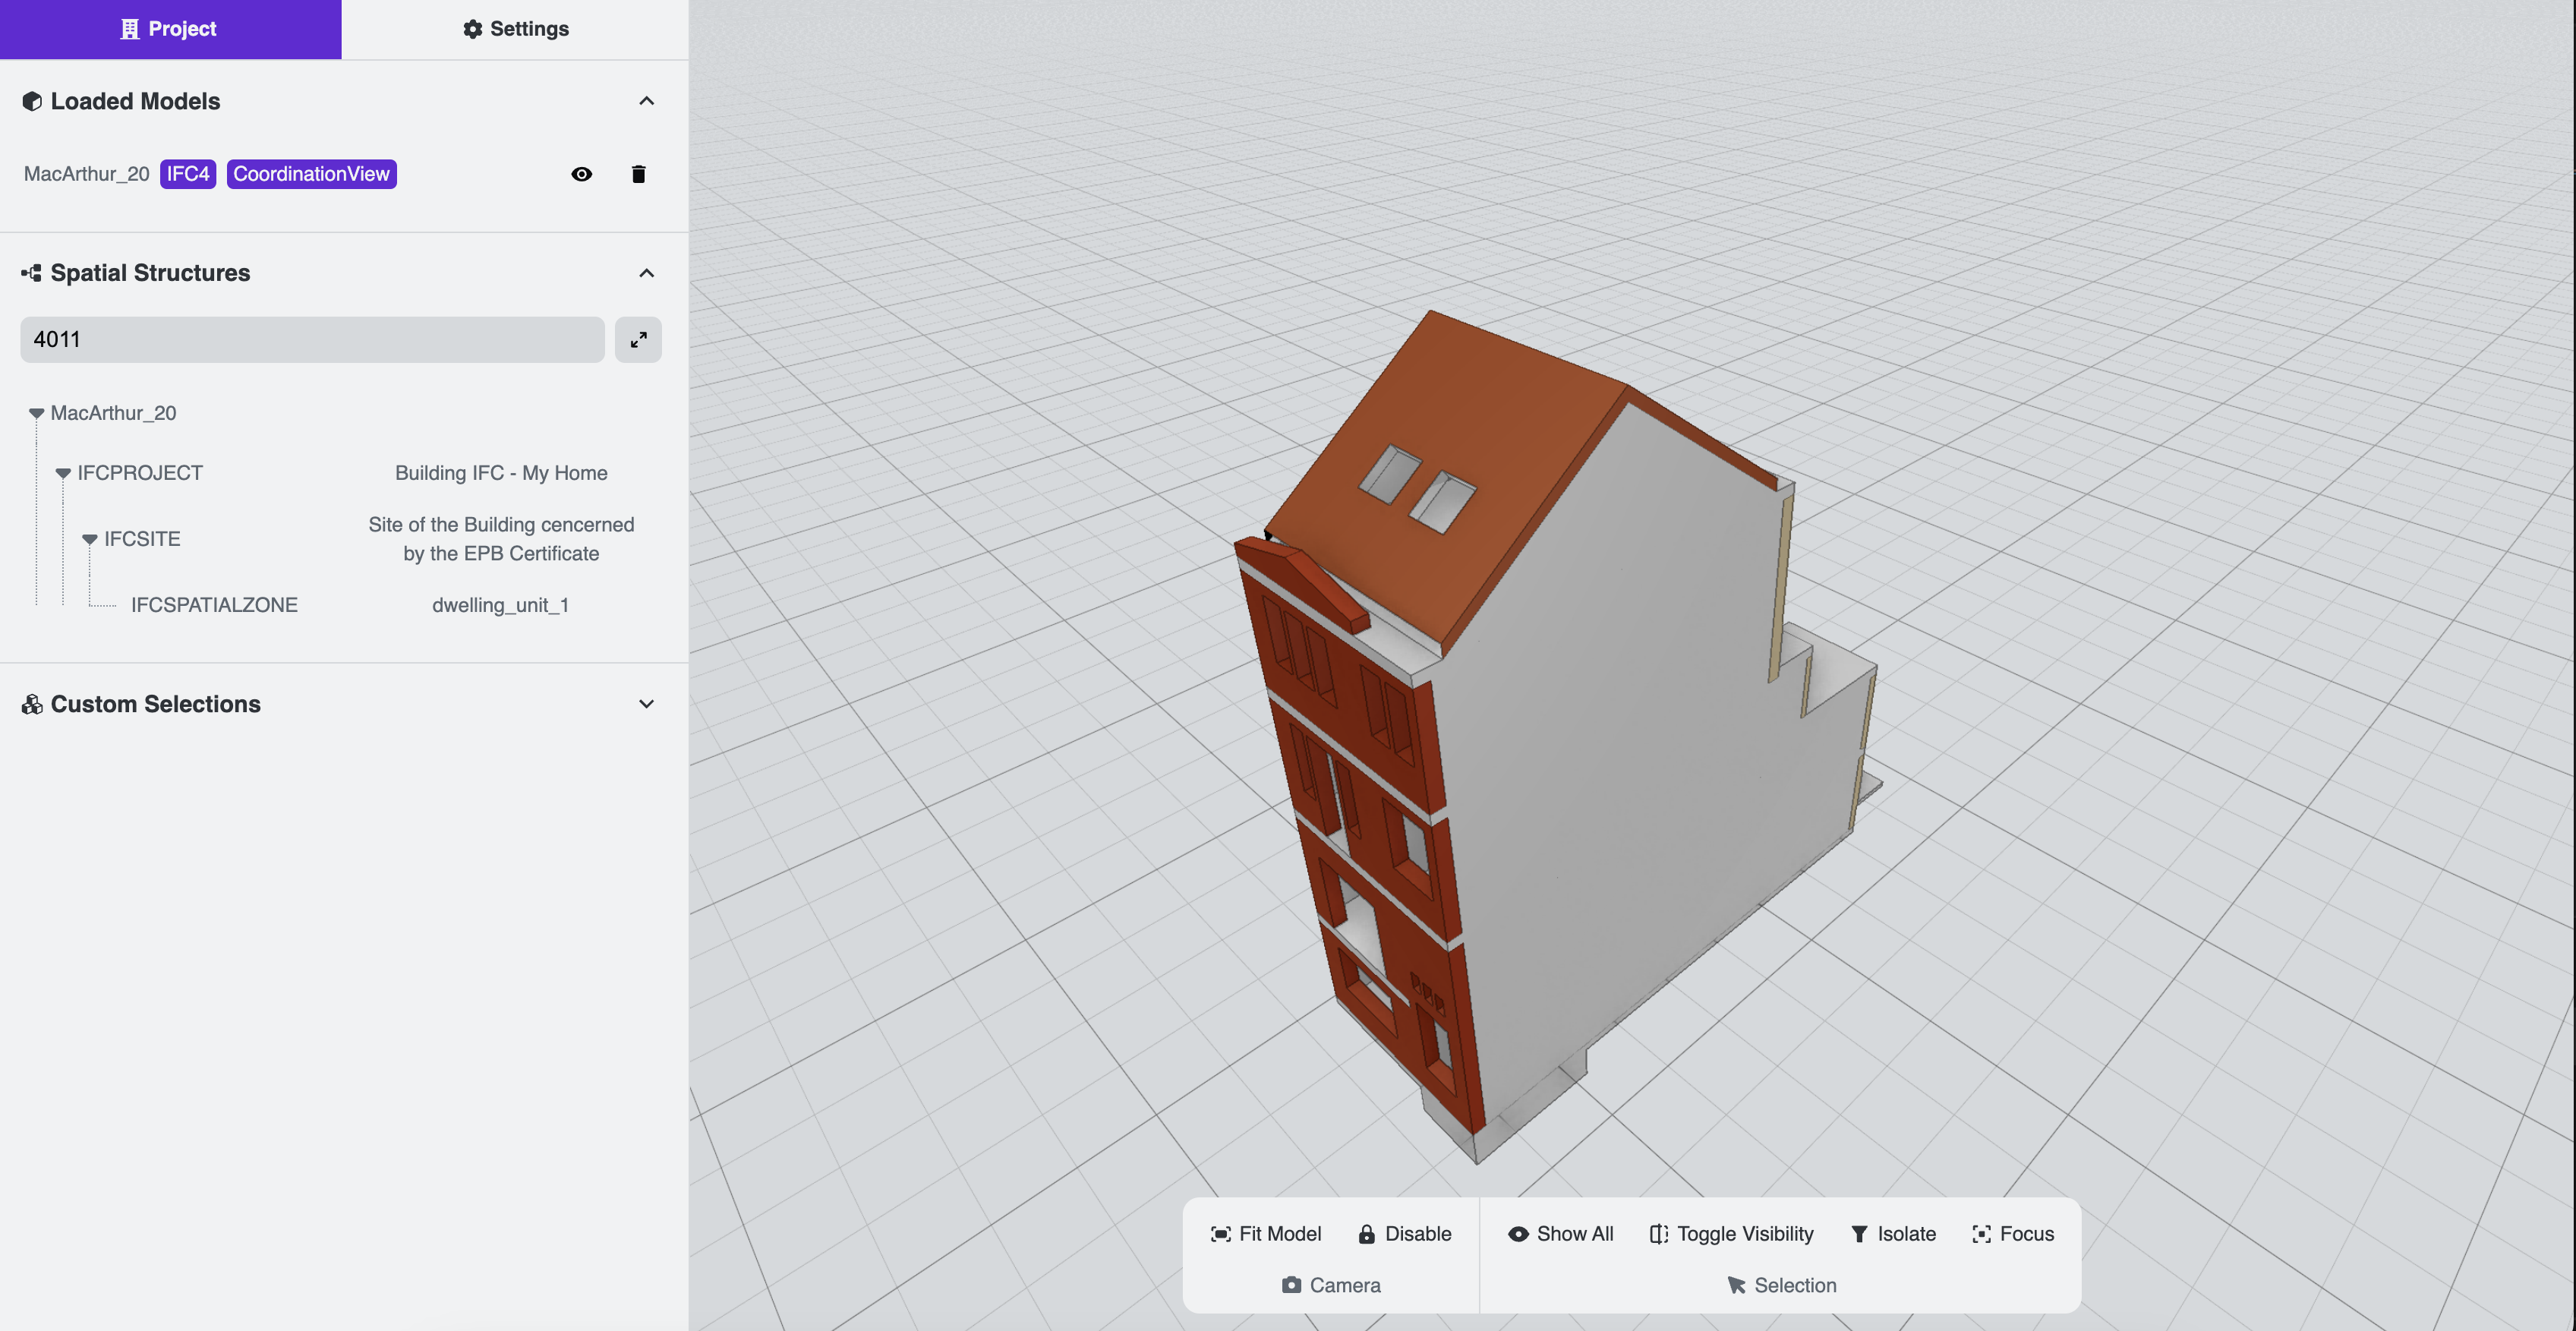 Project
Settings
Loaded Models
MacArthur_20 IFC4 CoordinationView
Spatial Structures
4011
MacArthur_20
IFCPROJECT Building IFC - My Home
IFCSITE Site of the Building cencerned
by the EPB Certificate
IFCSPATIALZONE dwelling_unit_1
Custom Selections
Fit Model Disable Show All Toggle Visibility Isolate Focus
Camera Selection